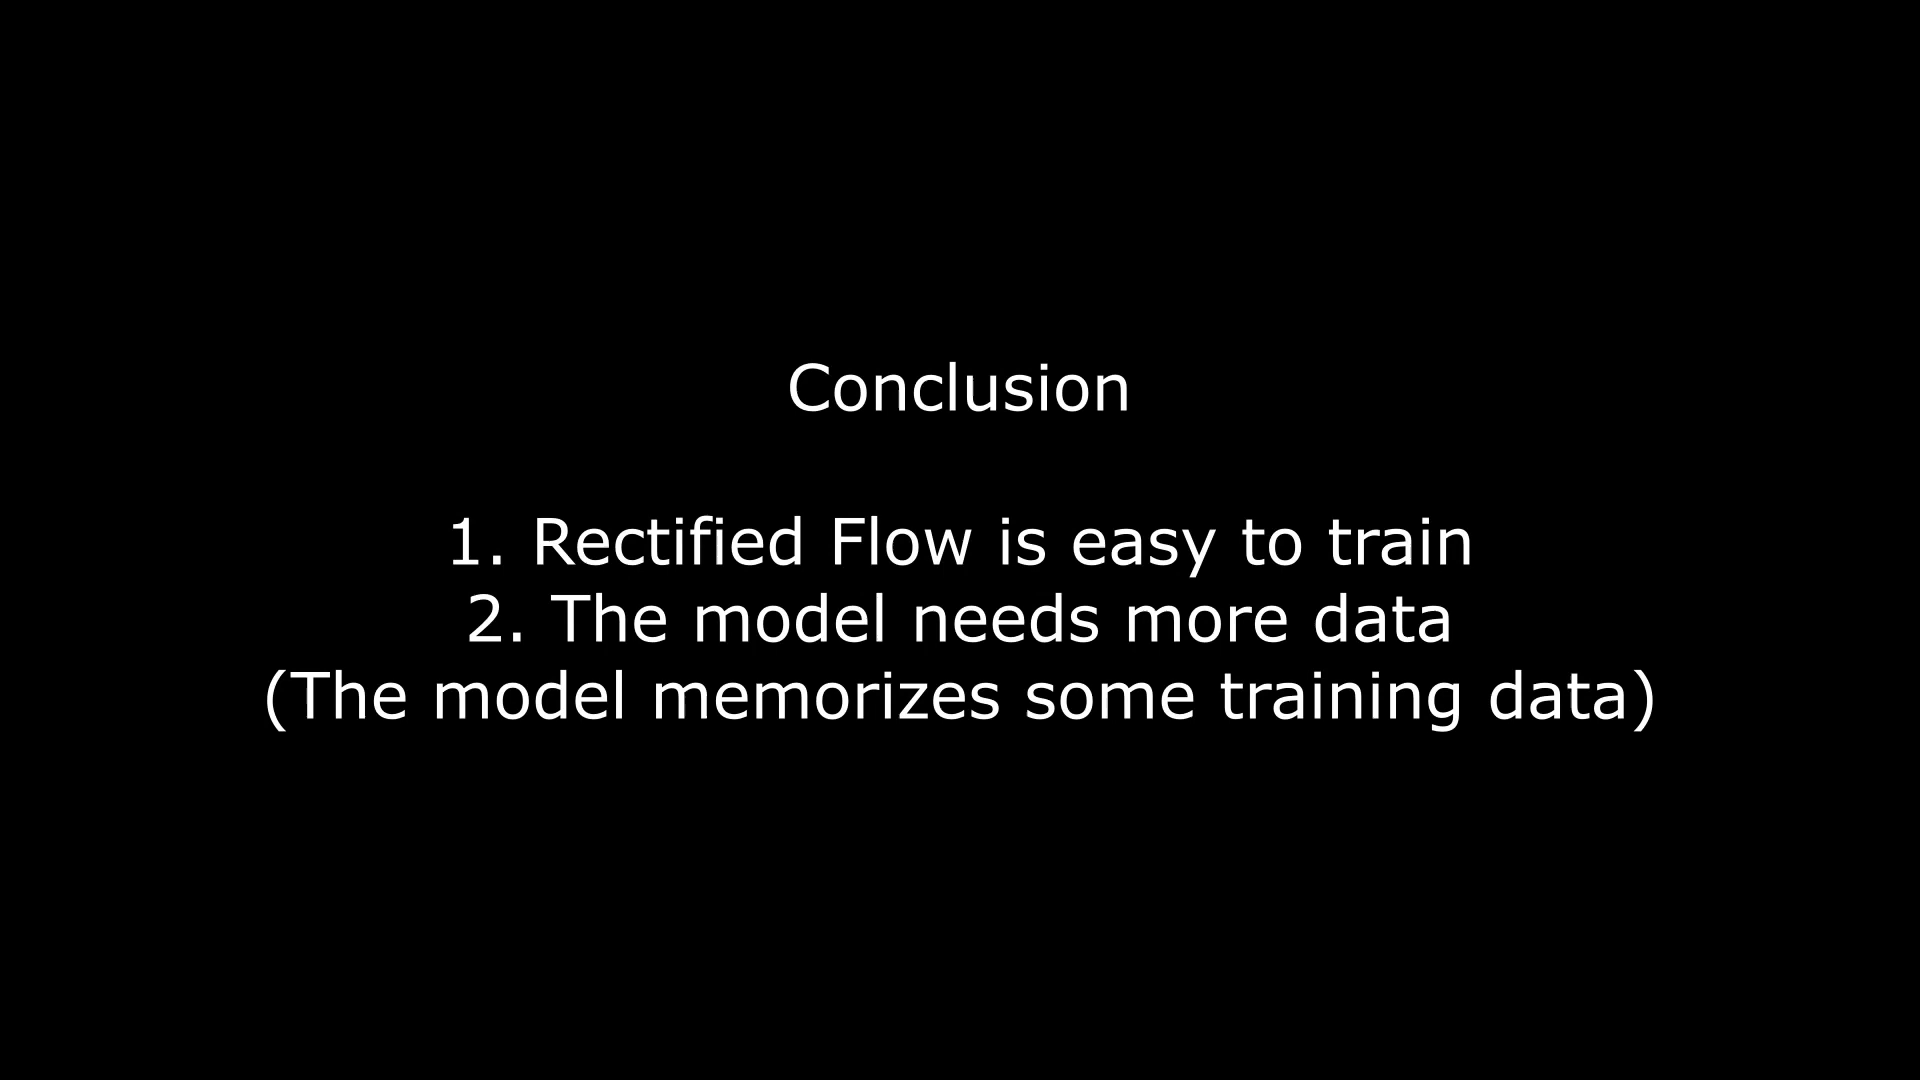 Conclusion
1. Rectified Flow is easy to train
2. The model needs more data
(The model memorizes some training data)